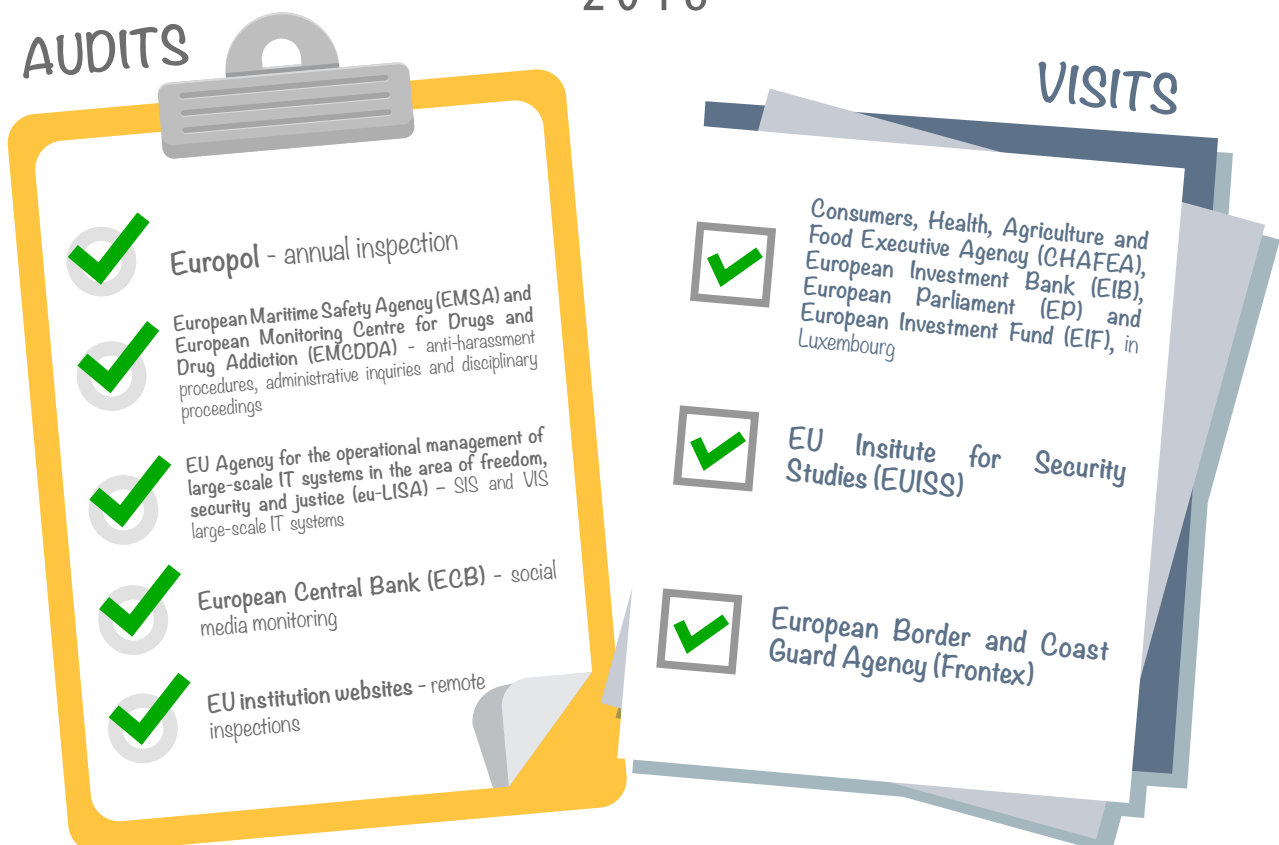 AUDITS
Europol - annual inspection
European Maritime Safety Agency (EMSA) and
European Monitoring Centre for Drugs and
Drug Addiction (EMCDDA) - anti-harassment
procedures, administrative inquiries and disciplinary
proceedings
EU Agency for the operational management of
large-scale IT systems in the area of freedom,
security and justice (eu-LISA) – SIS and VIS
large-scale IT systems
European Central Bank (ECB) - social
media monitoring
EU institution websites - remote
inspections
VISITS
Consumers, Health, Agriculture and
Food Executive Agency (CHAFEA),
European Investment Bank (EIB),
European Parliament (EP) and
European Investment Fund (EIF), in
Luxembourg
EU Insitute for Security
Studies (EUISS)
European Border and Coast
Guard Agency (Frontex)